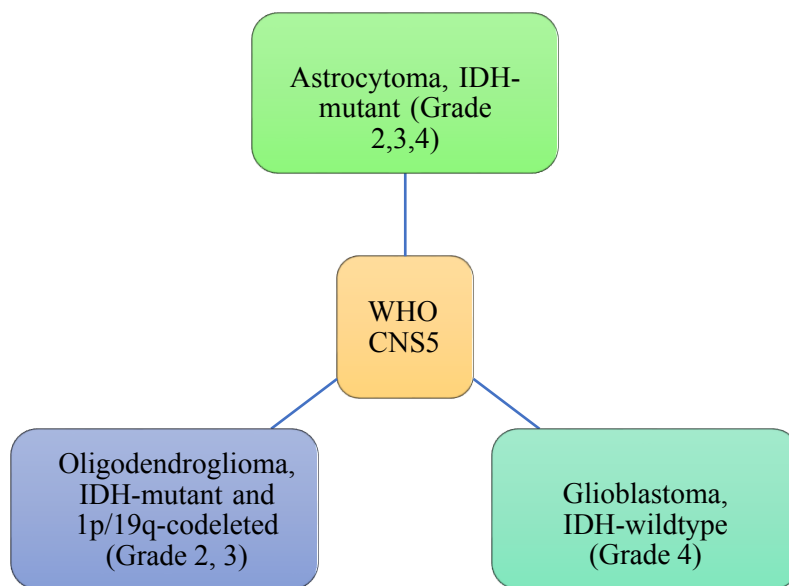 Astrocytoma, IDH-
mutant (Grade
2,3,4)
WHO
CNS5
Oligodendroglioma,
IDH-mutant and
1p/19q-codeleted
(Grade 2, 3)
Glioblastoma,
IDH-wildtype
(Grade 4)